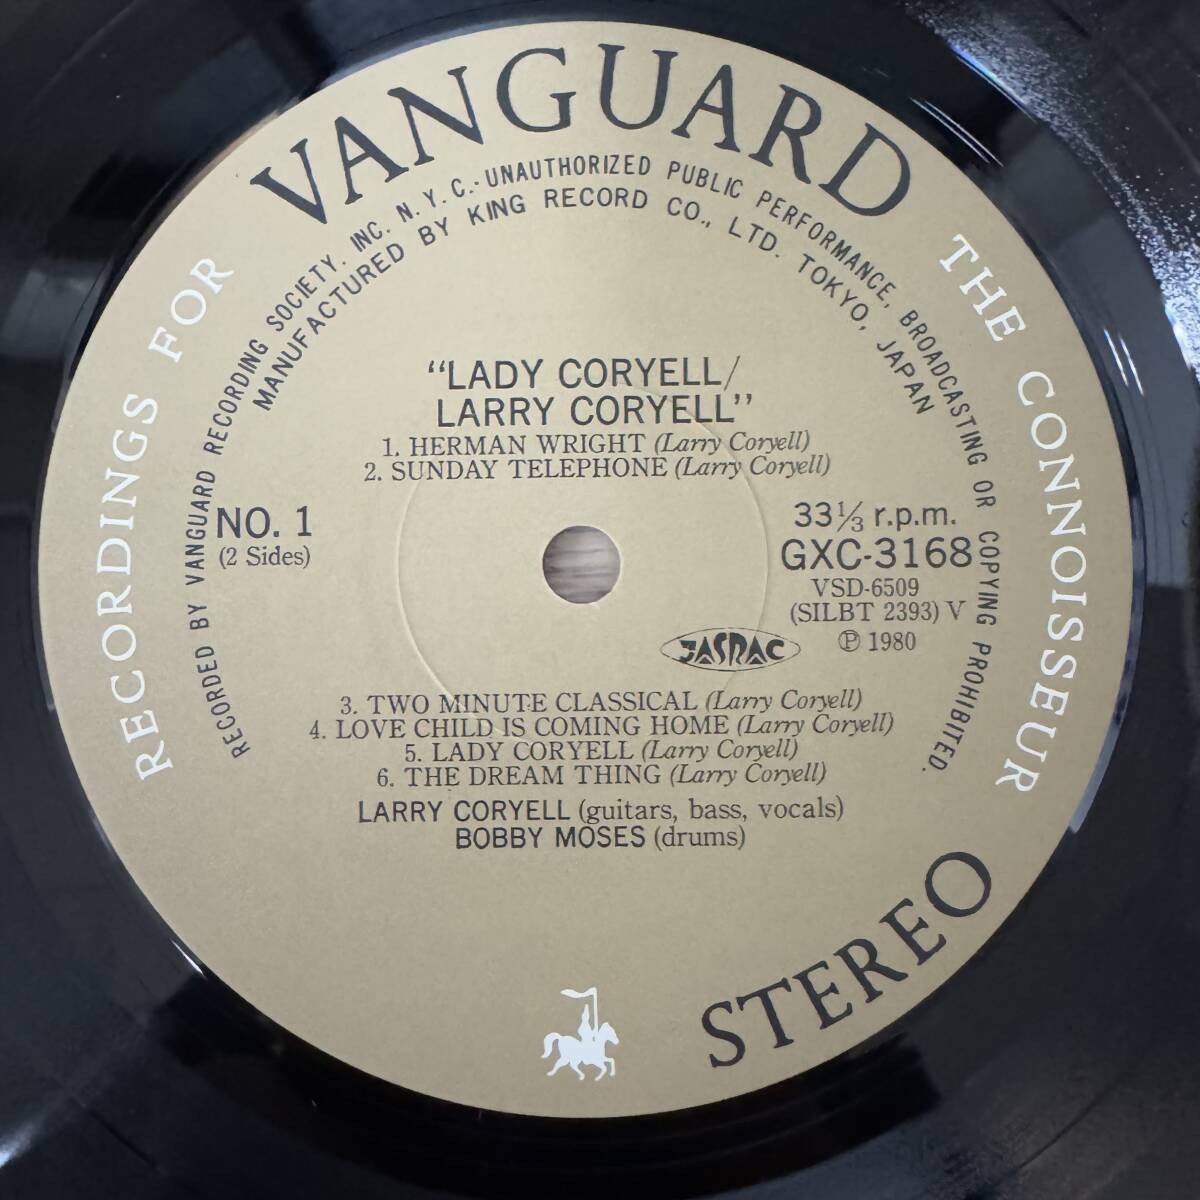 VANGUARD
RECORDINGS FOR THE CONNOISSEUR
RECORDED BY VANGUARD RECORDING SOCIETY. INC. N. Y. C.·UNAUTHORIZED PUBLIC PERFORMANCE, BROADCASTING OR COPYING PROHIBITED.
MANUFACTURED BY KING RECORD CO., LTD. TOKYO, JAPAN
"LADY CORYELL/
LARRY CORYELL"
1. HERMAN WRIGHT (Larry Coryell)
2. SUNDAY TELEPHONE (Larry Coryell)
NO. 1
(2 Sides)
33⅓ r.p.m.
GXC-3168
VSD-6509
(SILBT 2393) V
Ⓟ 1980
JASRAC
3. TWO MINUTE CLASSICAL (Larry Coryell)
4. LOVE CHILD IS COMING HOME (Larry Coryell)
5. LADY CORYELL (Larry Coryell)
6. THE DREAM THING (Larry Coryell)
LARRY CORYELL (guitars, bass, vocals)
BOBBY MOSES (drums)
STEREO